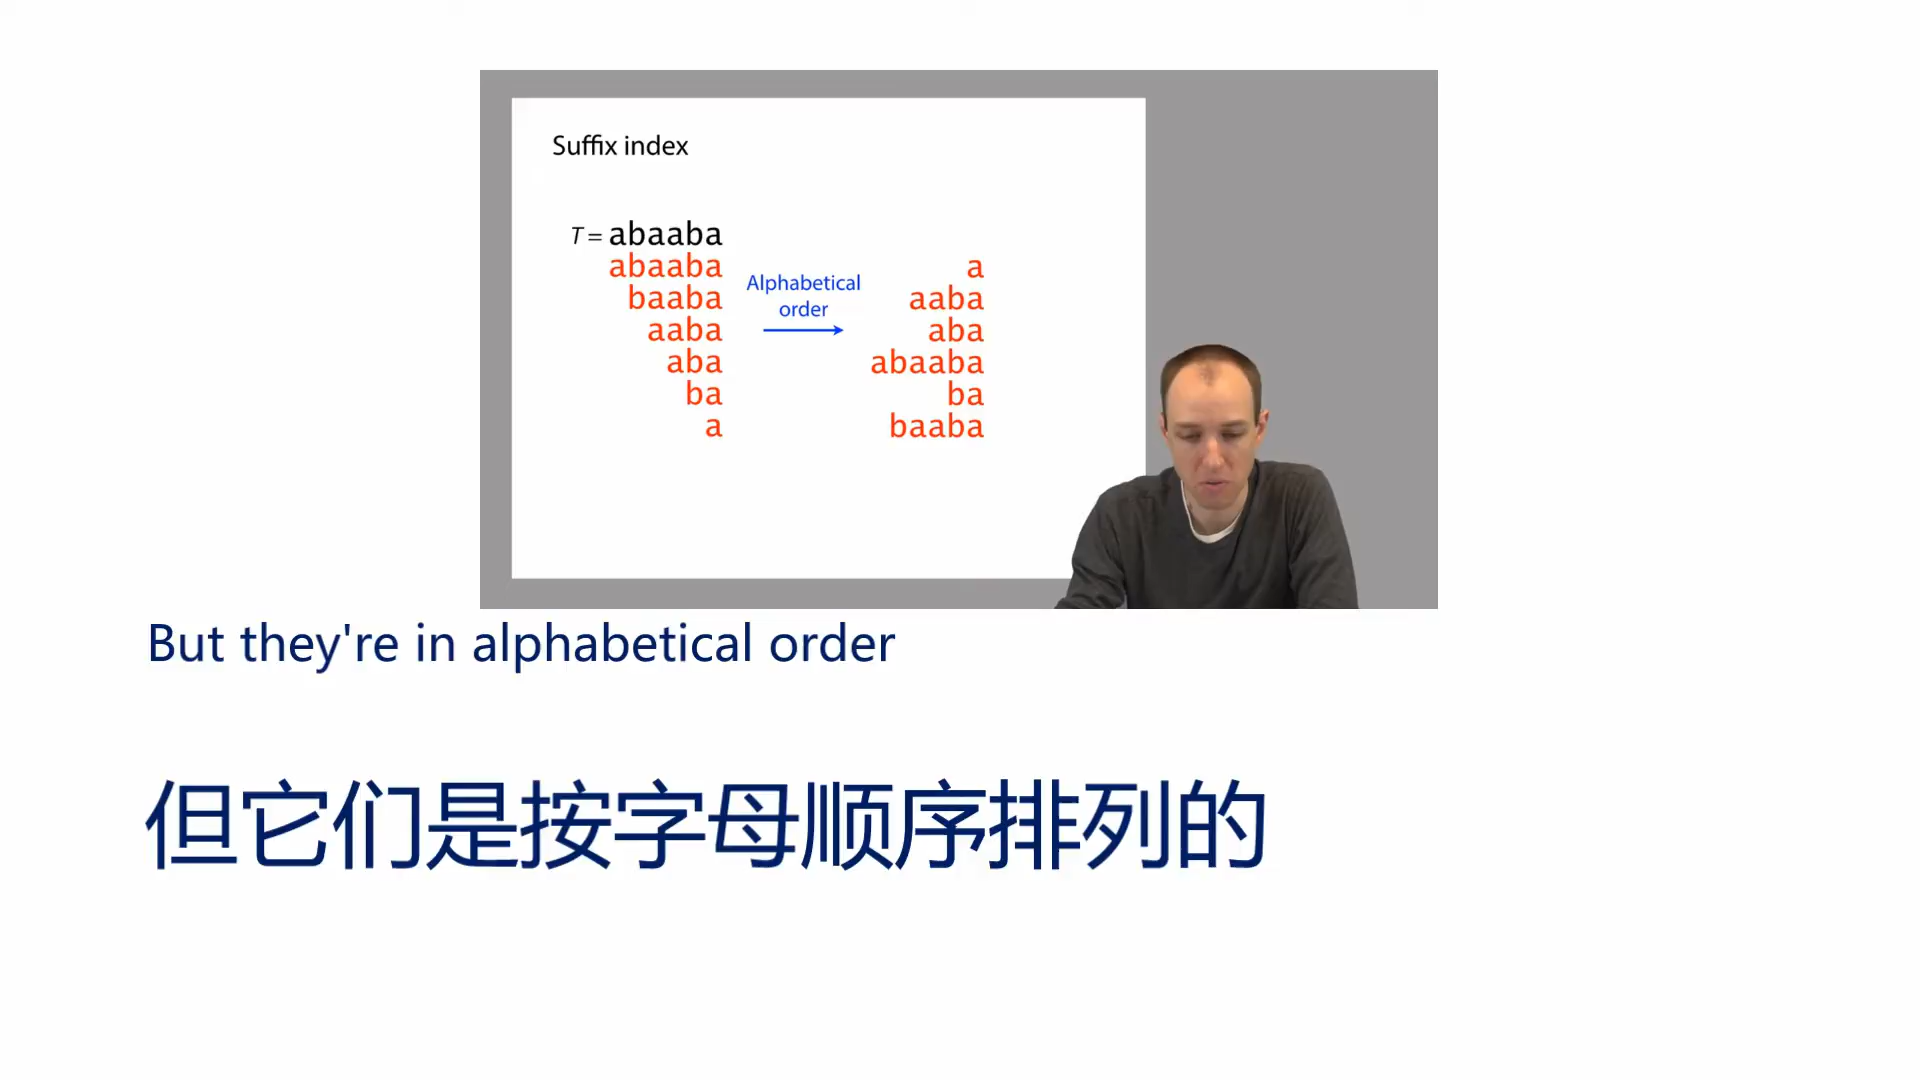 Suffix index
T = abaaba
abaaba
baaba
aaba
aba
ba
a
Alphabetical
order
a
aaba
aba
abaaba
ba
baaba
But they're in alphabetical order
但它们是按字母顺序排列的